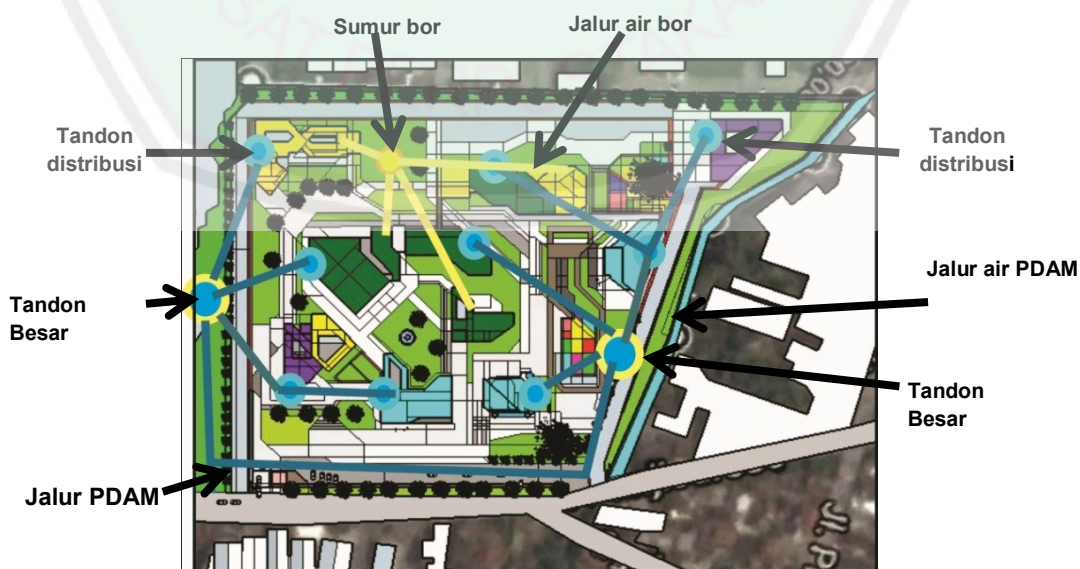 Sumur bor
Jalur air bor
Tandon
distribusi
Tandon
distribusi
Jalur air PDAM
Tandon
Besar
Tandon
Besar
Jalur PDAM